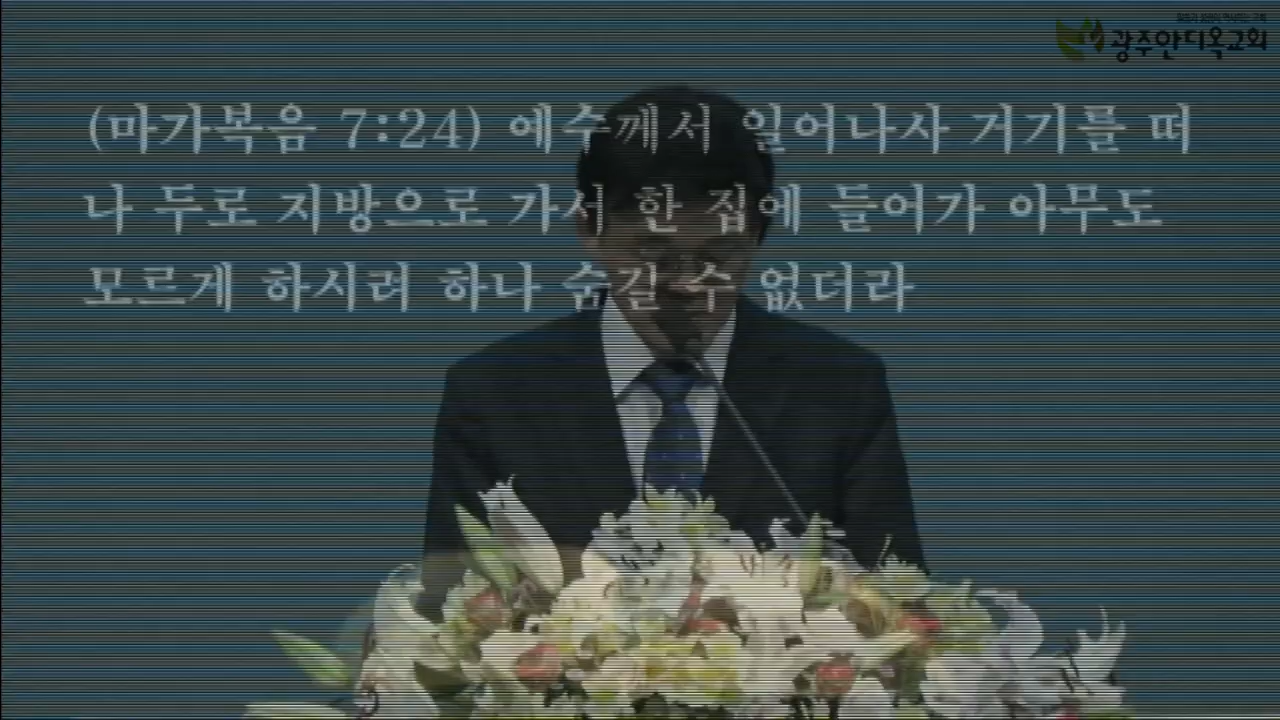 광주안디옥교회
(마가복음 7:24) 예수께서 일어나사 거기를 떠
나 두로 지방으로 가서 한 집에 들어가 아무도
모르게 하시려 하나 숨길 수 없더라